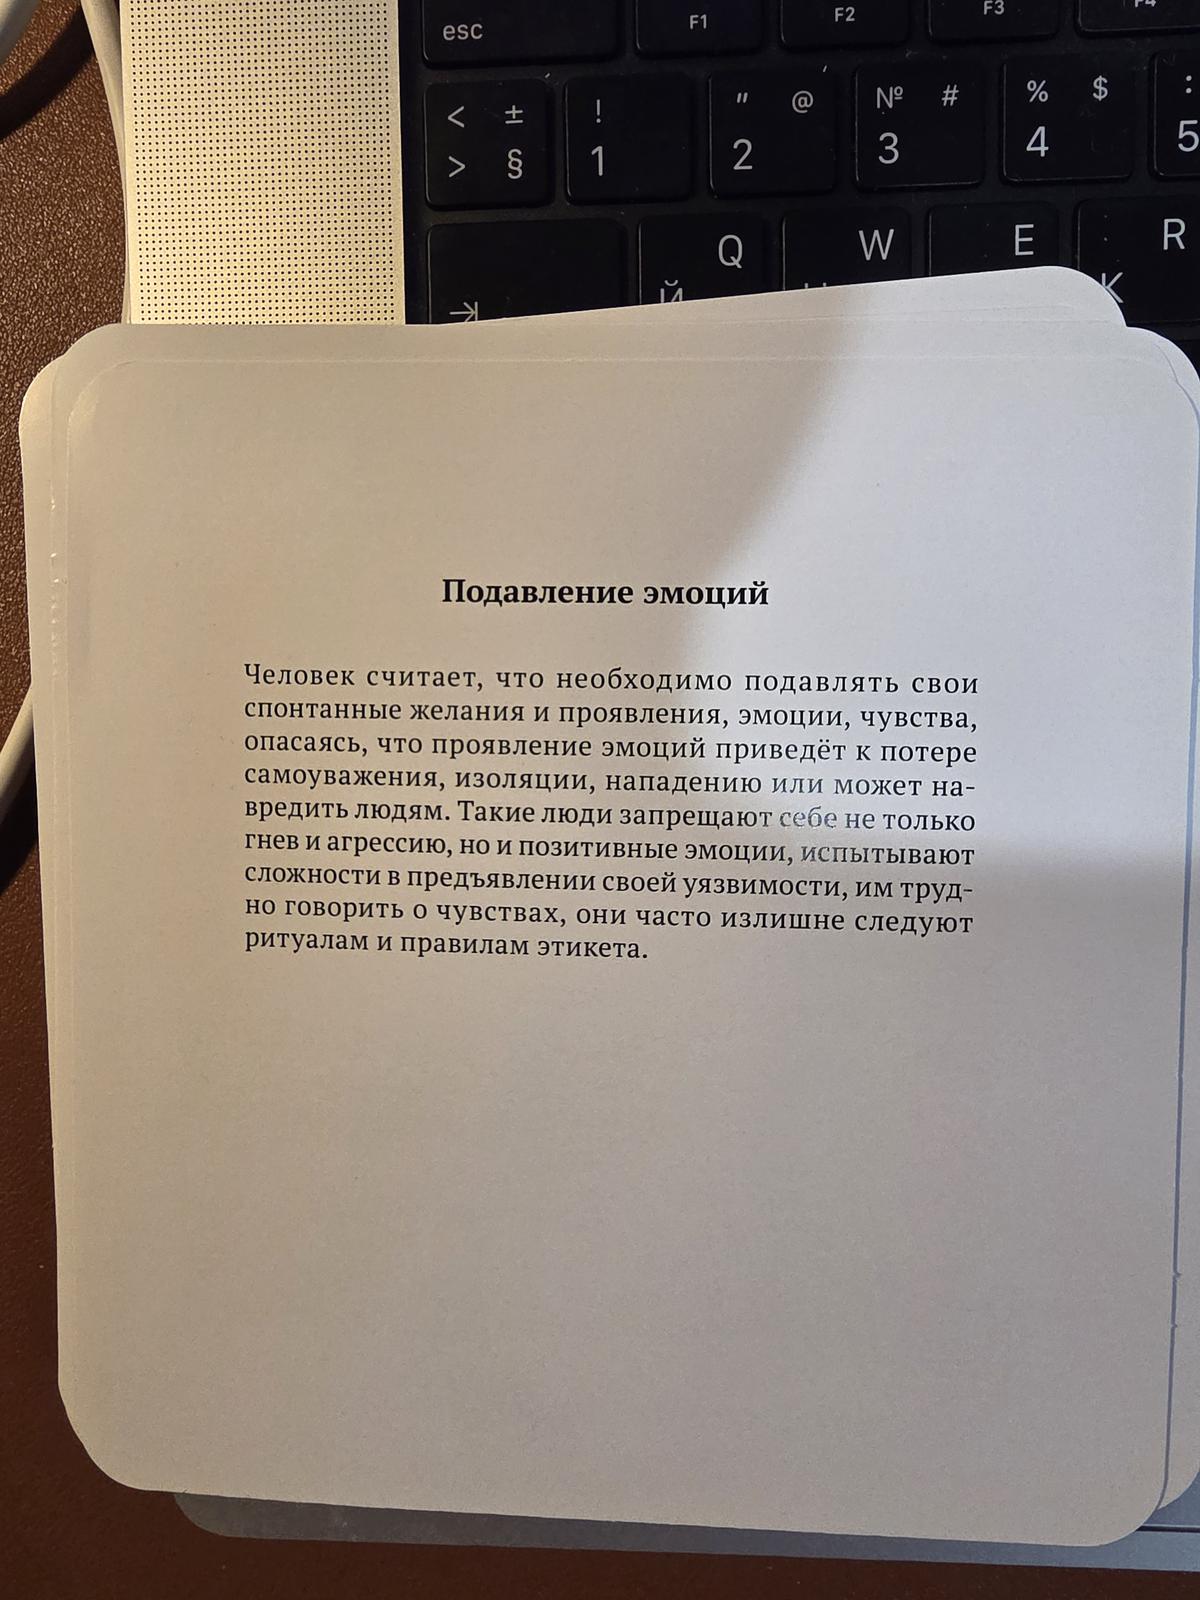 esc F1 F2 F3 F4
< ± ! " @ № # % $ :
> § 1 2 3 4 5
Q W E R
Й К
Подавление эмоций
Человек считает, что необходимо подавлять свои
спонтанные желания и проявления, эмоции, чувства,
опасаясь, что проявление эмоций приведёт к потере
самоуважения, изоляции, нападению или может на-
вредить людям. Такие люди запрещают себе не только
гнев и агрессию, но и позитивные эмоции, испытывают
сложности в предъявлении своей уязвимости, им труд-
но говорить о чувствах, они часто излишне следуют
ритуалам и правилам этикета.